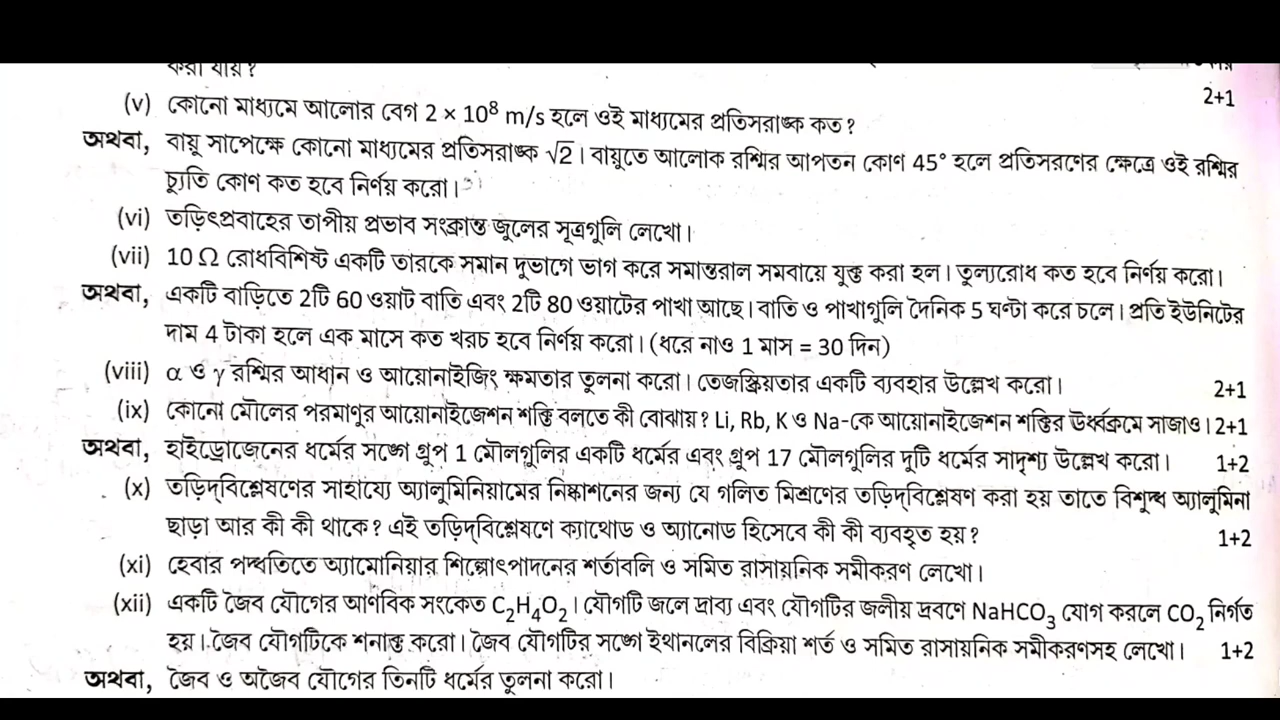 করা যায়?
2+1
(v) কোনো মাধ্যমে আলোর বেগ 2 × 10⁸ m/s হলে ওই মাধ্যমের প্রতিসরাঙ্ক কত?
অথবা, বায়ু সাপেক্ষে কোনো মাধ্যমের প্রতিসরাঙ্ক √2। বায়ুতে আলোক রশ্মির আপতন কোণ 45° হলে প্রতিসরণের ক্ষেত্রে ওই রশ্মির
চ্যুতি কোণ কত হবে নির্ণয় করো।
(vi) তড়িৎপ্রবাহের তাপীয় প্রভাব সংক্রান্ত জুলের সূত্রগুলি লেখো।
(vii) 10 Ω রোধবিশিষ্ট একটি তারকে সমান দুভাগে ভাগ করে সমান্তরাল সমবায়ে যুক্ত করা হল। তুল্যরোধ কত হবে নির্ণয় করো।
অথবা, একটি বাড়িতে 2টি 60 ওয়াট বাতি এবং 2টি 80 ওয়াটের পাখা আছে। বাতি ও পাখাগুলি দৈনিক 5 ঘণ্টা করে চলে। প্রতি ইউনিটের
দাম 4 টাকা হলে এক মাসে কত খরচ হবে নির্ণয় করো। (ধরে নাও 1 মাস = 30 দিন)
(viii) α ও γ রশ্মির আধান ও আয়োনাইজিং ক্ষমতার তুলনা করো। তেজস্ক্রিয়তার একটি ব্যবহার উল্লেখ করো। 2+1
(ix) কোনো মৌলের পরমাণুর আয়োনাইজেশন শক্তি বলতে কী বোঝায়? Li, Rb, K ও Na-কে আয়োনাইজেশন শক্তির ঊর্ধ্বক্রমে সাজাও। 2+1
অথবা, হাইড্রোজেনের ধর্মের সঙ্গে গ্রুপ 1 মৌলগুলির একটি ধর্মের এবং গ্রুপ 17 মৌলগুলির দুটি ধর্মের সাদৃশ্য উল্লেখ করো। 1+2
(x) তড়িদ্‌বিশ্লেষণের সাহায্যে অ্যালুমিনিয়ামের নিষ্কাশনের জন্য যে গলিত মিশ্রণের তড়িদ্‌বিশ্লেষণ করা হয় তাতে বিশুদ্ধ অ্যালুমিনা
ছাড়া আর কী কী থাকে? এই তড়িদ্‌বিশ্লেষণে ক্যাথোড ও অ্যানোড হিসেবে কী কী ব্যবহৃত হয়? 1+2
(xi) হেবার পদ্ধতিতে অ্যামোনিয়ার শিল্পোৎপাদনের শর্তাবলি ও সমিত রাসায়নিক সমীকরণ লেখো।
(xii) একটি জৈব যৌগের আণবিক সংকেত C₂H₄O₂। যৌগটি জলে দ্রাব্য এবং যৌগটির জলীয় দ্রবণে NaHCO₃ যোগ করলে CO₂ নির্গত
হয়। জৈব যৌগটিকে শনাক্ত করো। জৈব যৌগটির সঙ্গে ইথানলের বিক্রিয়া শর্ত ও সমিত রাসায়নিক সমীকরণসহ লেখো। 1+2
অথবা, জৈব ও অজৈব যৌগের তিনটি ধর্মের তুলনা করো।